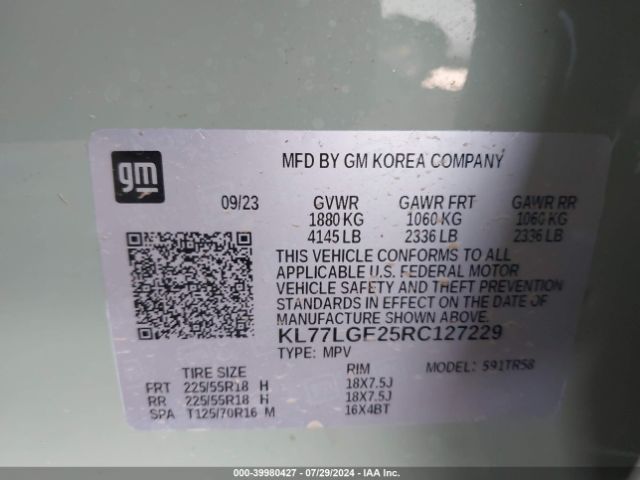 gm
MFD BY GM KOREA COMPANY
09/23 GVWR GAWR FRT GAWR RR
1880 KG 1060 KG 1060 KG
4145 LB 2336 LB 2336 LB
THIS VEHICLE CONFORMS TO ALL
APPLICABLE U.S. FEDERAL MOTOR
VEHICLE SAFETY AND THEFT PREVENTION
STANDARDS IN EFFECT ON THE DATE OF
MANUFACTURE SHOWN ABOVE.
KL77LGF25RC127229
TYPE: MPV MODEL: 591TR58
TIRE SIZE RIM
FRT 225/55R18 H 18X7.5J
RR 225/55R18 H 18X7.5J
SPA T125/70R16 M 16X4BT
000-39980427 - 07/29/2024 - IAA Inc.